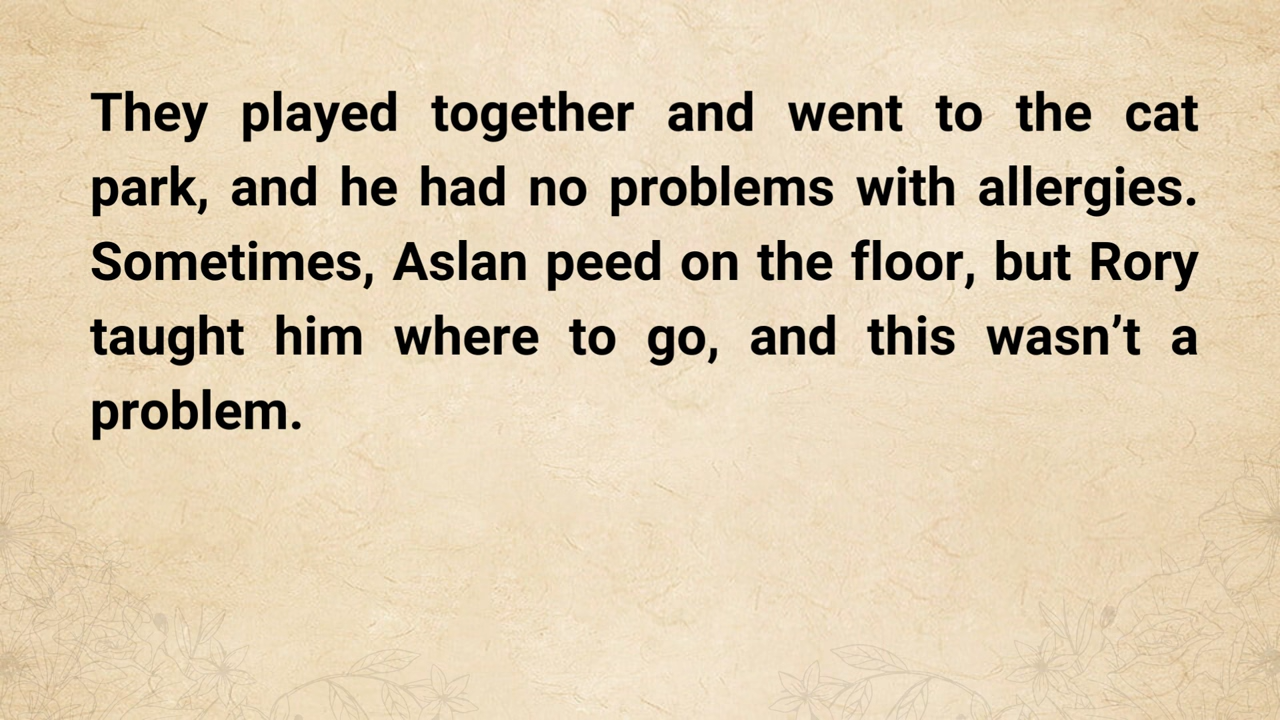 They played together and went to the cat
park, and he had no problems with allergies.
Sometimes, Aslan peed on the floor, but Rory
taught him where to go, and this wasn’t a
problem.